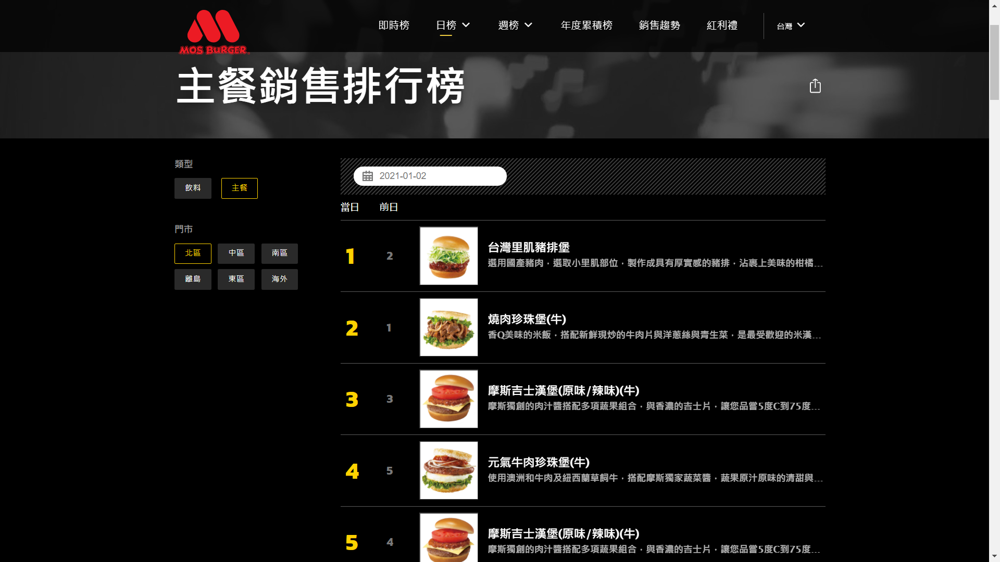 MOS BURGER
即時榜
日榜
週榜
年度累積榜
銷售趨勢
紅利禮
台灣
主餐銷售排行榜
類型
飲料
主餐
門市
北區
中區
南區
離島
東區
海外
2021-01-02
當日
前日
1
2
台灣里肌豬排堡
選用國產豬肉，選取小里肌部位，製作成具有厚實感的豬排，沾裹上美味的柑橘...
2
1
燒肉珍珠堡(牛)
香Q美味的米飯，搭配新鮮現炒的牛肉片與洋蔥絲與青生菜，是最受歡迎的米漢...
3
3
摩斯吉士漢堡(原味/辣味)(牛)
摩斯獨創的肉汁醬搭配多項蔬果組合，與香濃的吉士片，讓您品嘗5度C到75度...
4
5
元氣牛肉珍珠堡(牛)
使用澳洲和牛肉及紐西蘭草飼牛，搭配摩斯獨家蔬菜醬，蔬果原汁原味的清甜與...
5
4
摩斯吉士漢堡(原味/辣味)(牛)
摩斯獨創的肉汁醬搭配多項蔬果組合，與香濃的吉士片，讓您品嘗5度C到75度...